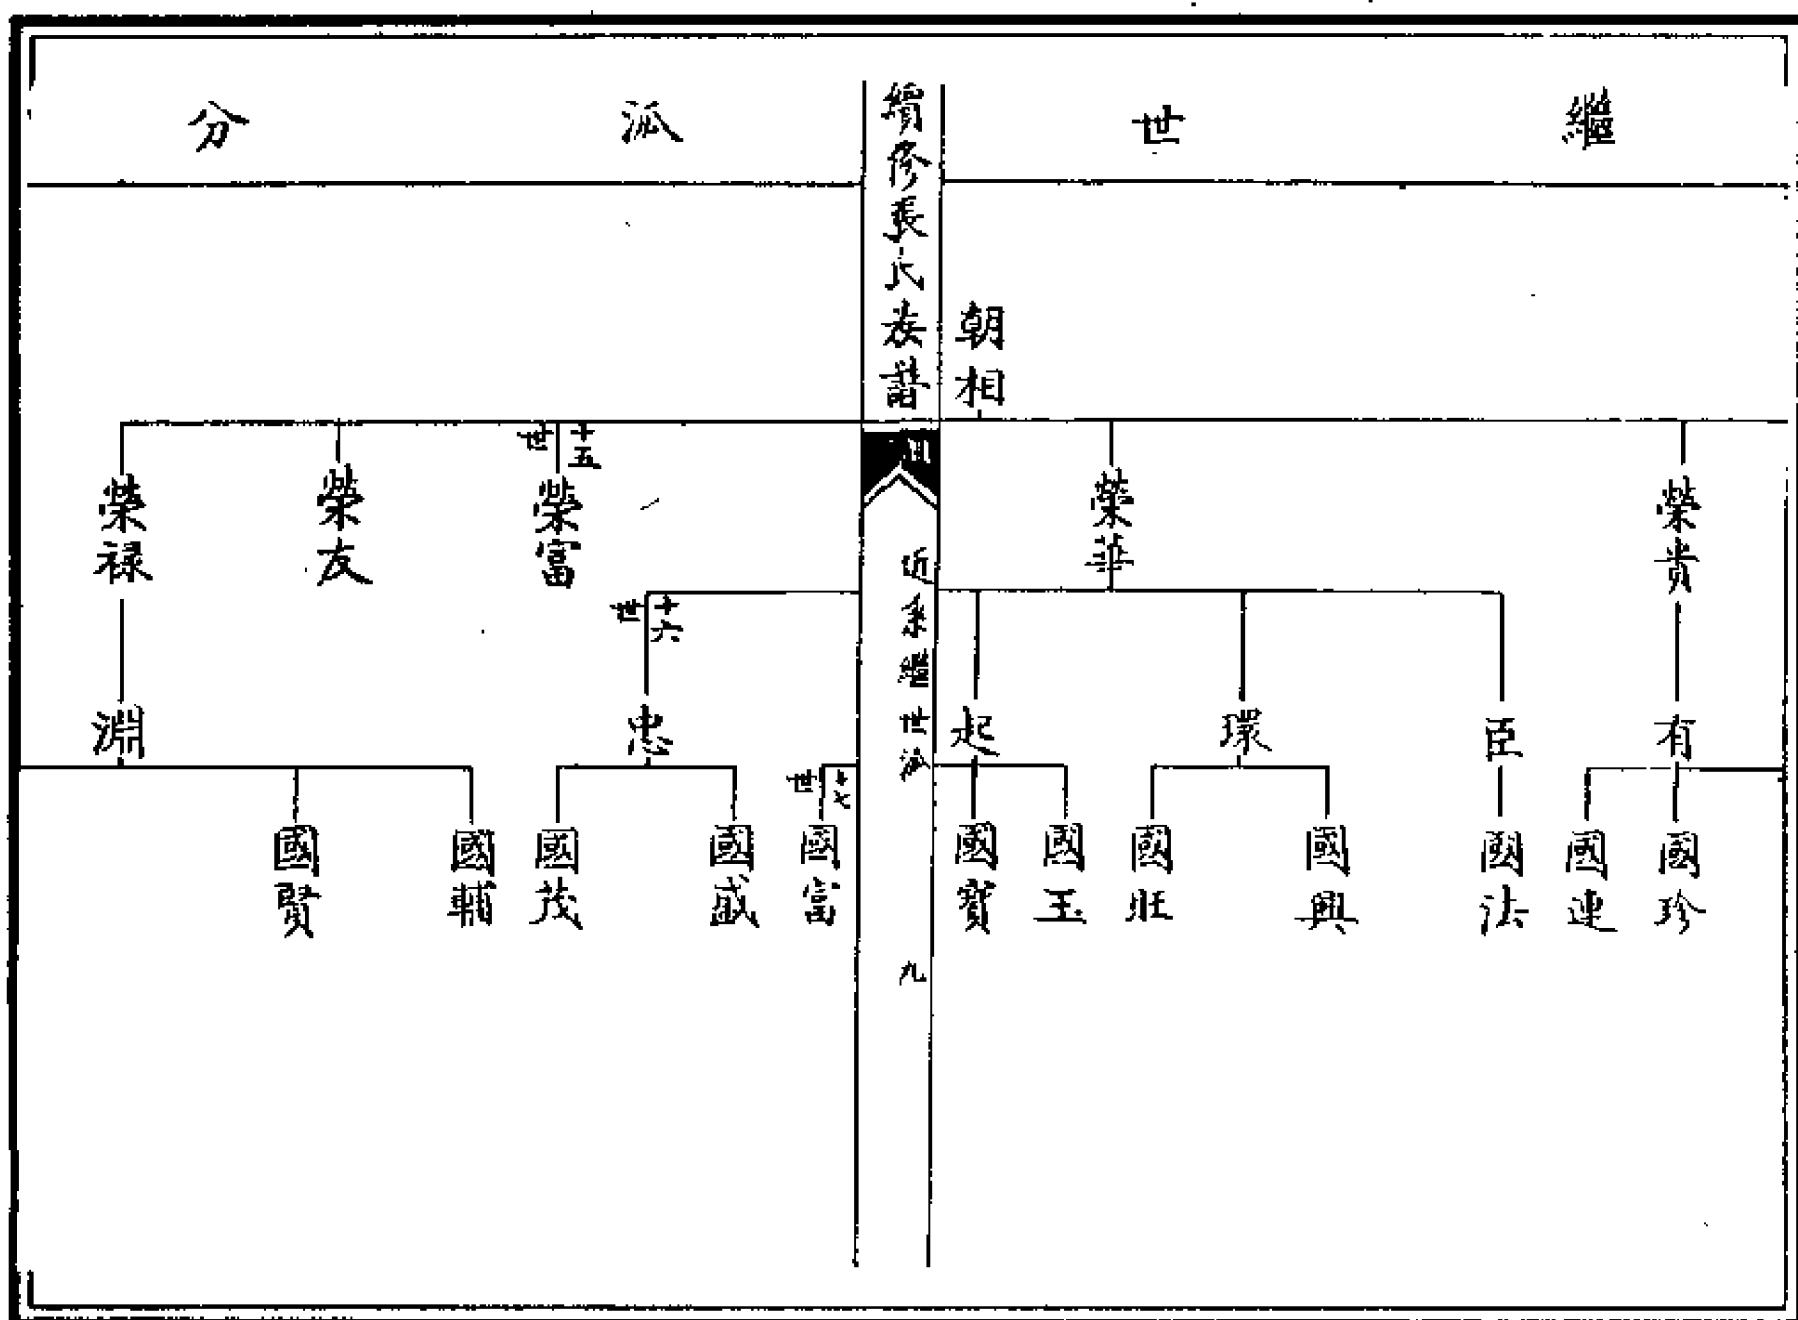 繼世派分
續修張氏族譜
近系繼世派
九
朝相
榮貴
榮華
十五世
榮富
榮友
榮禄
有
臣
環
起
十六世
忠
淵
國珍
國連
國法
國興
國旺
國玉
國寶
十七世
國富
國盛
國茂
國輔
國賢